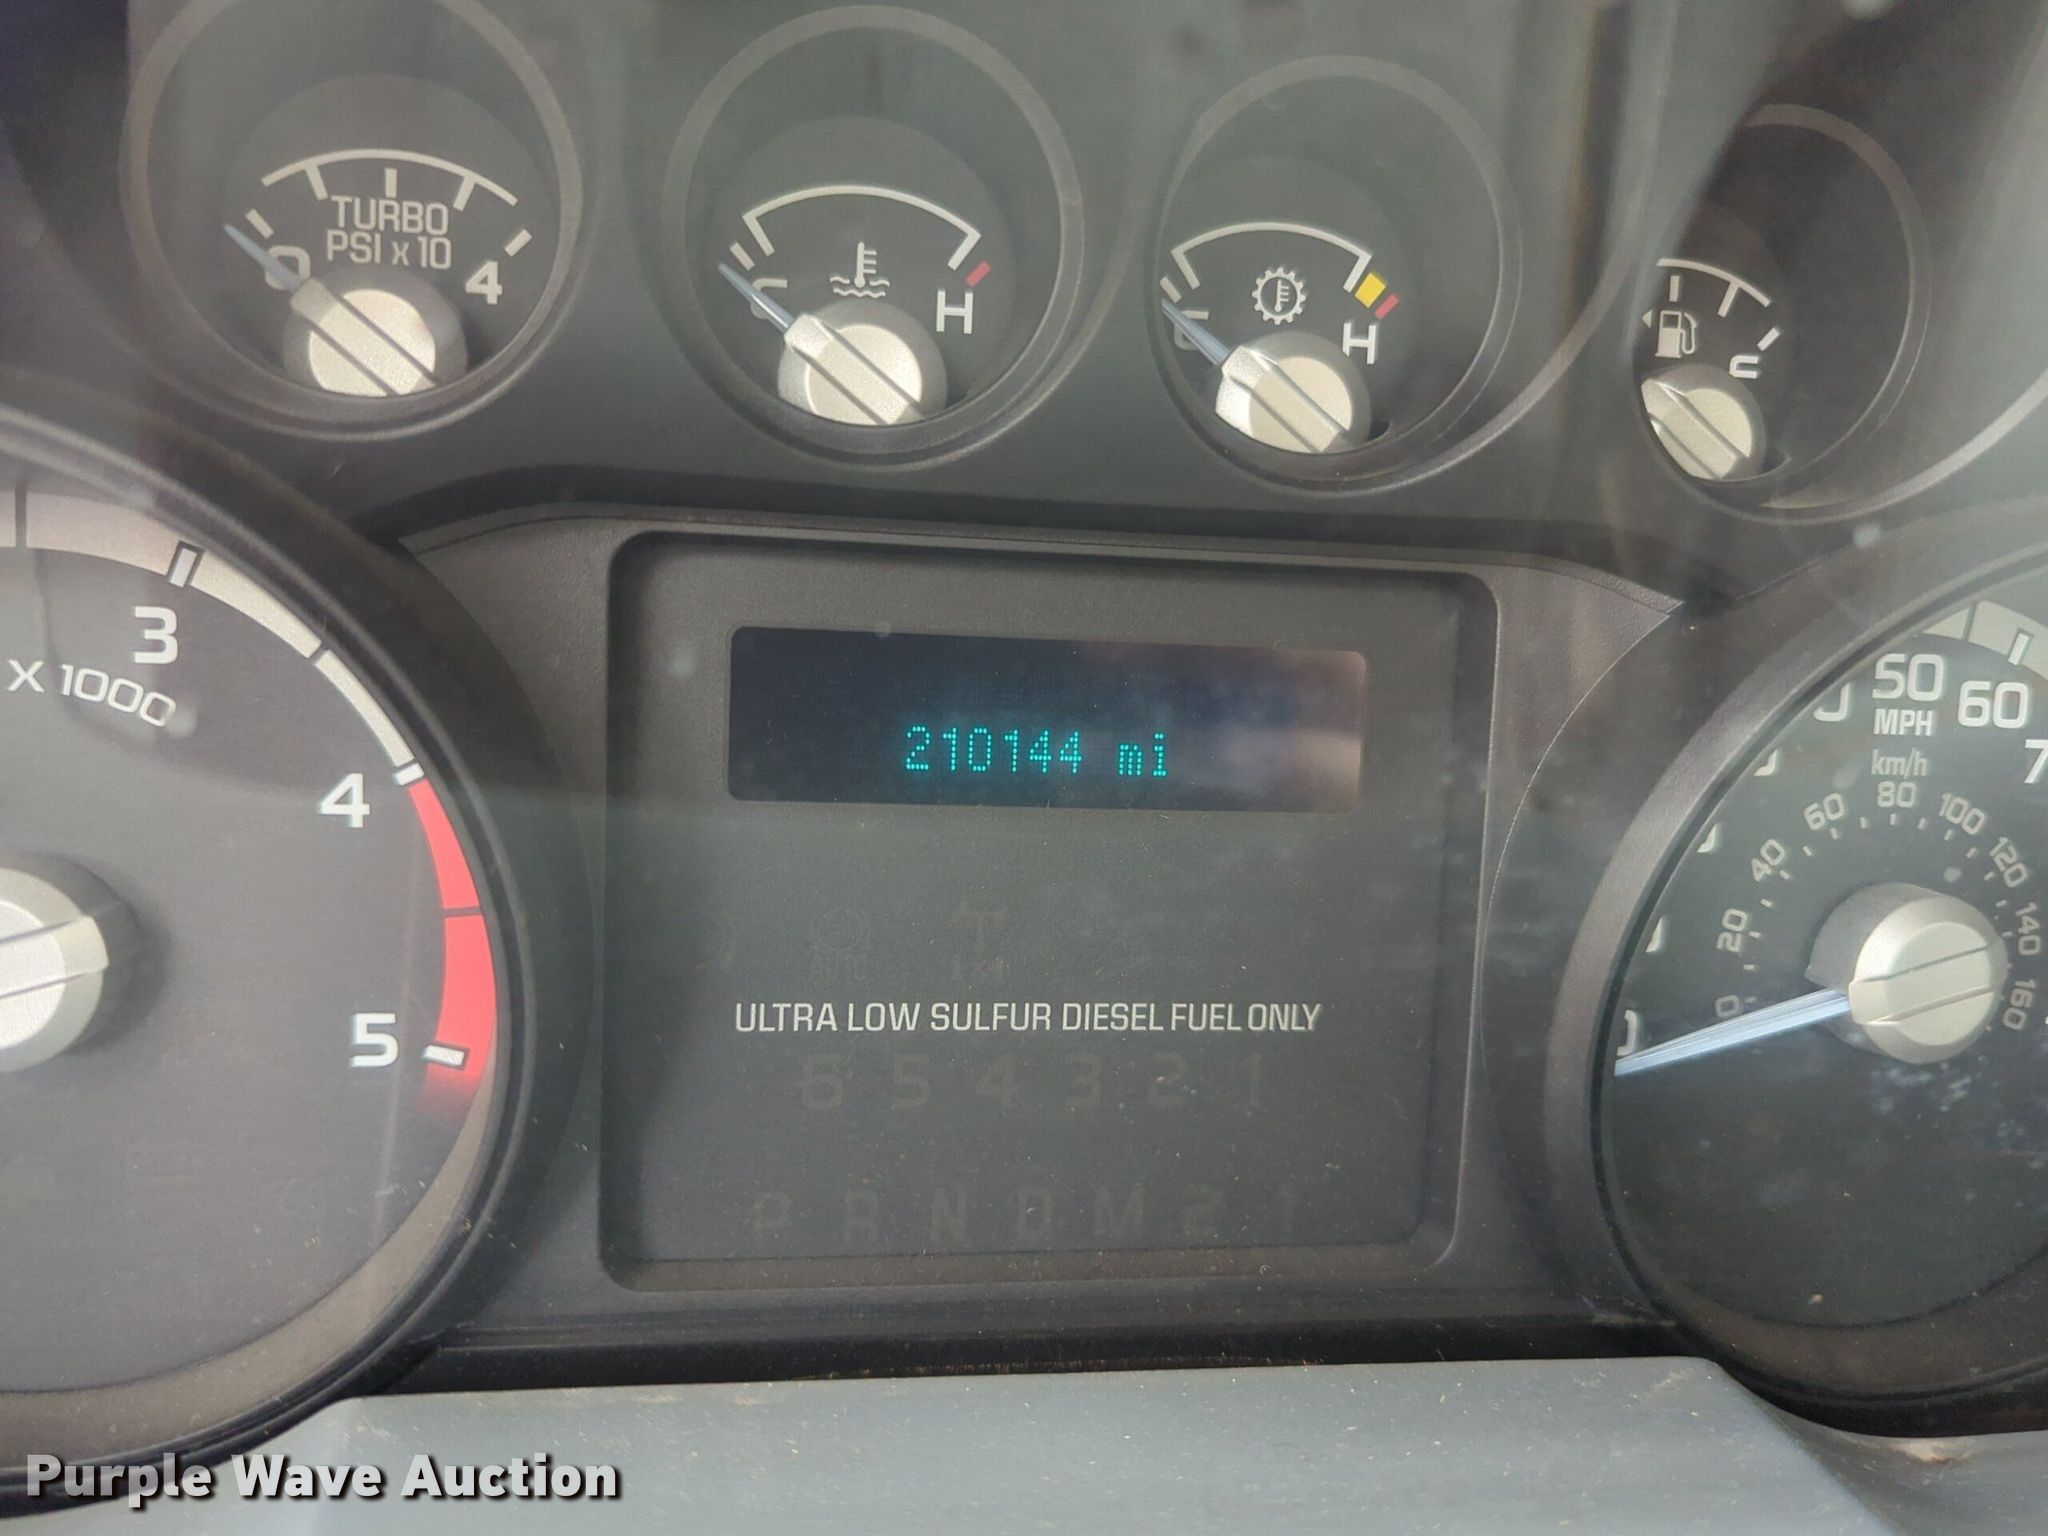 TURBO
PSI x 10
0
4
C
H
C
H
F
3
X 1000
4
5
210144 mi
ULTRA LOW SULFUR DIESEL FUEL ONLY
6 5 4 3 2 1
P R N D M 2 1
50
60
MPH
km/h
20 40 60 80 100 120 140 160
Purple Wave Auction